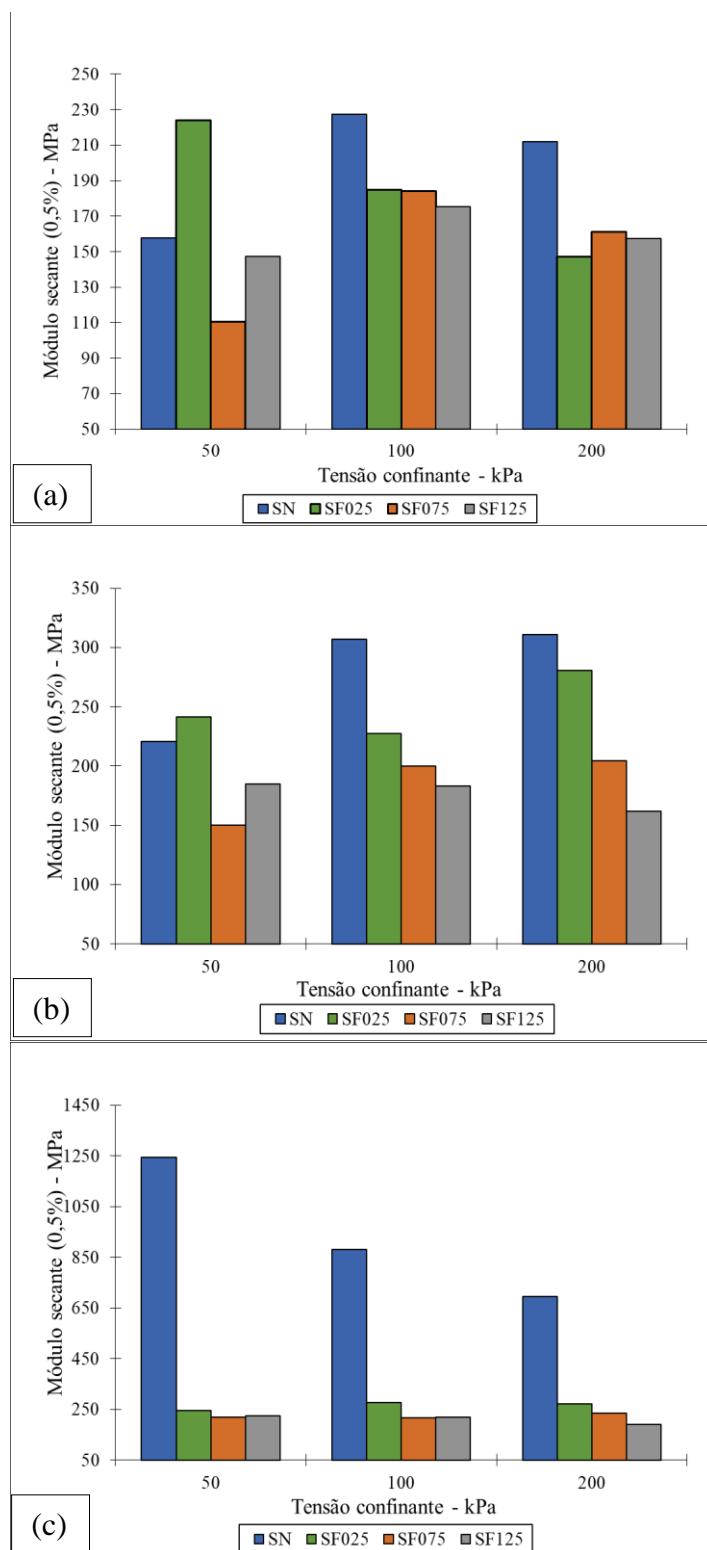 Módulo secante (0,5%) - MPa
250
230
210
190
170
150
130
110
90
70
50
50 100 200
Tensão confinante - kPa
(a)
SN SF025 SF075 SF125
Módulo secante (0,5%) - MPa
350
300
250
200
150
100
50
50 100 200
Tensão confinante - kPa
(b)
SN SF025 SF075 SF125
Módulo secante (0,5%) - MPa
1450
1250
1050
850
650
450
250
50
50 100 200
Tensão confinante - kPa
(c)
SN SF025 SF075 SF125